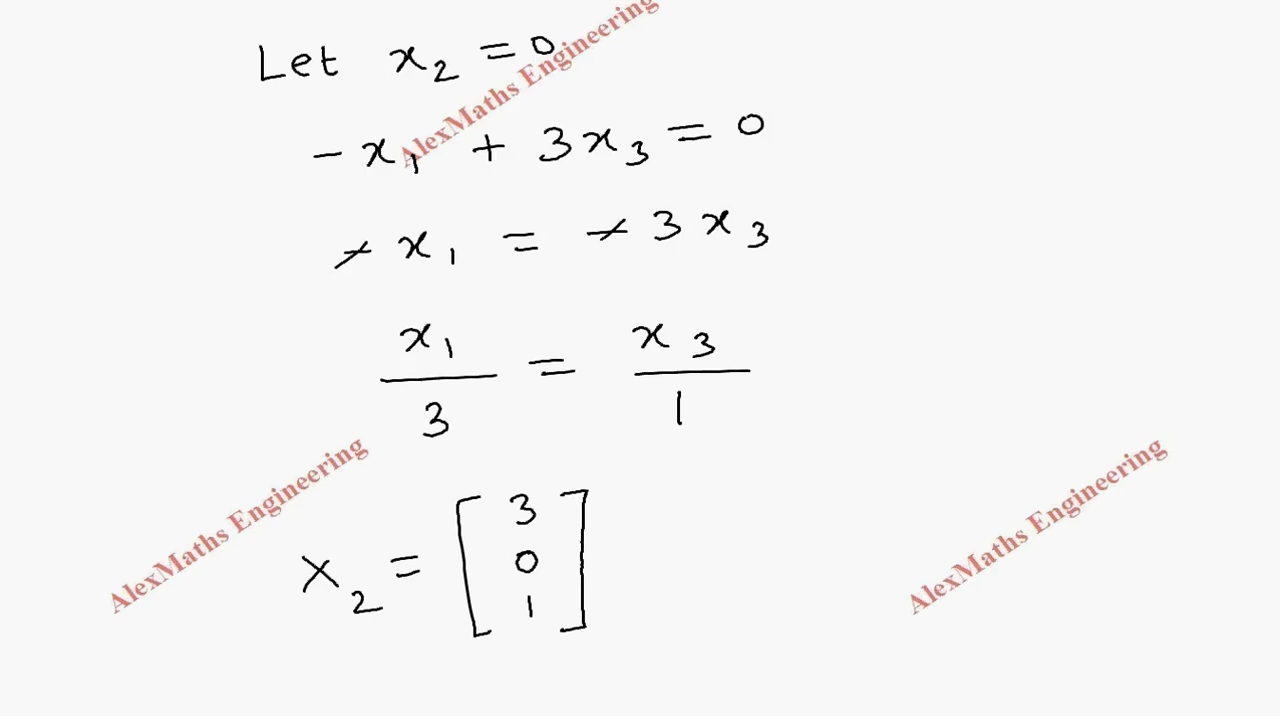 Let x₂ = 0
- x₁ + 3x₃ = 0
- x₁ = - 3x₃
x₁/3 = x₃/1
X₂ = [3
0
1]
AlexMaths Engineering
AlexMaths Engineering
AlexMaths Engineering